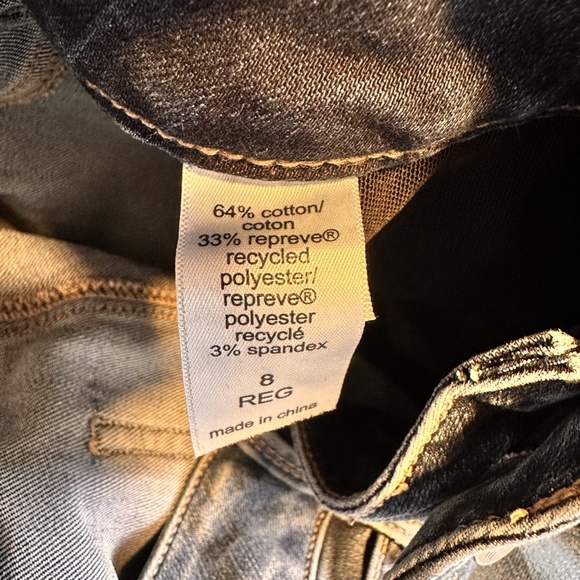 64% cotton/
coton
33% repreve®
recycled
polyester/
repreve®
polyester
recyclé
3% spandex
8
REG
made in china